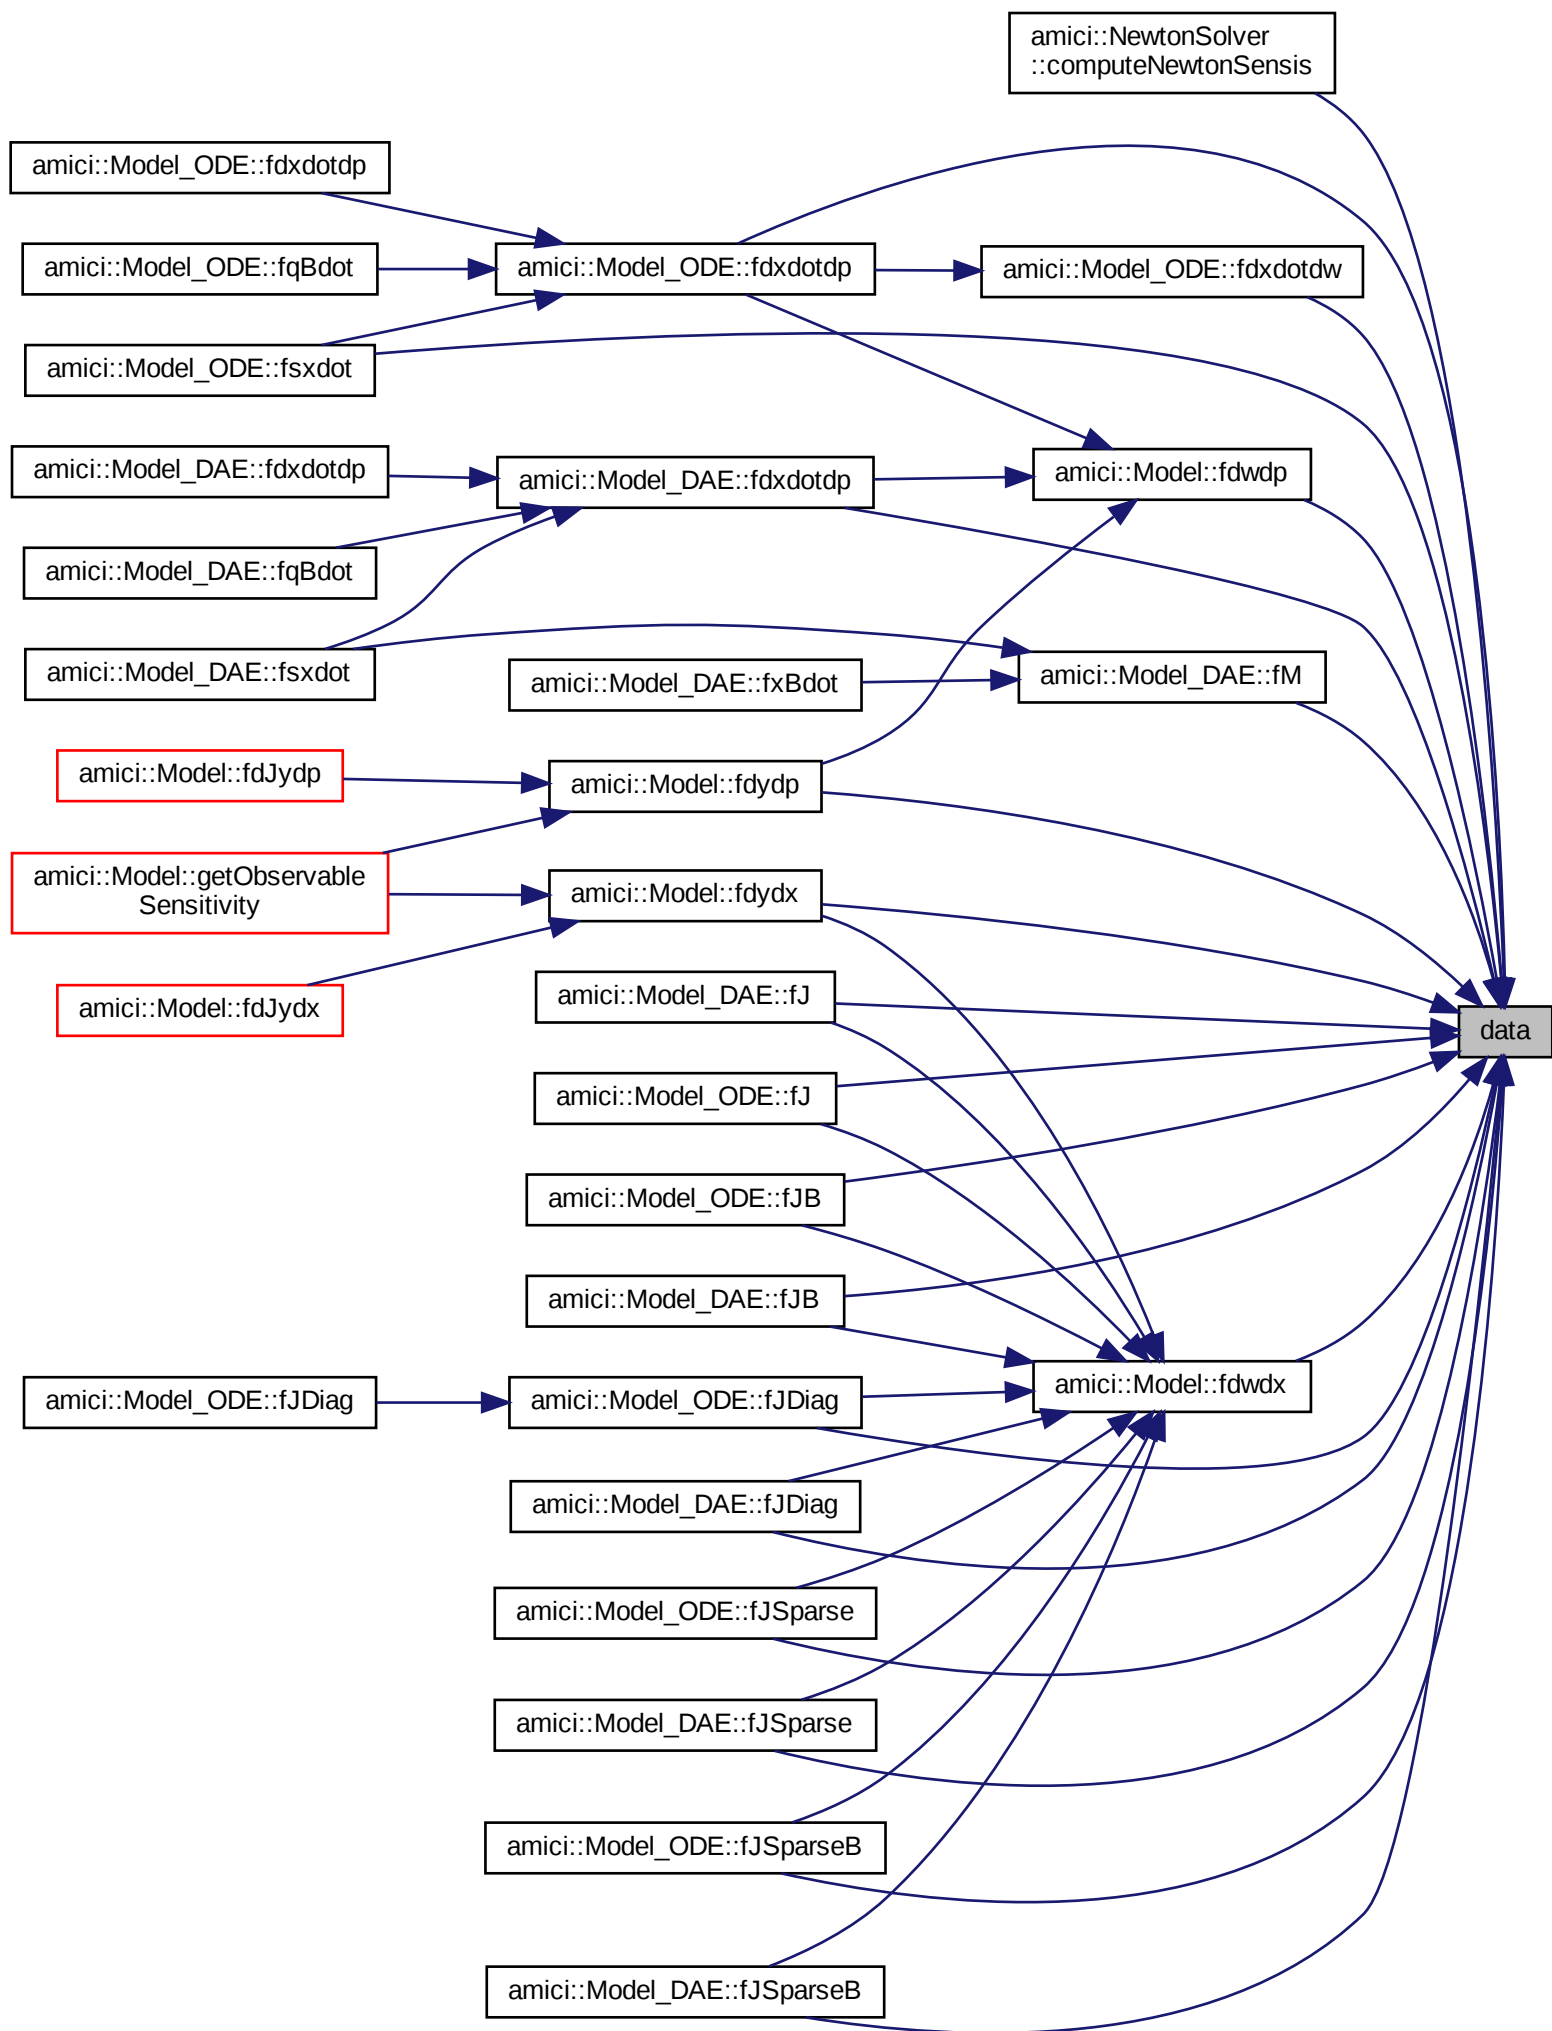 amici::NewtonSolver
::computeNewtonSensis
amici::Model_ODE::fdxdotdp
amici::Model_ODE::fqBdot
amici::Model_ODE::fdxdotdp
amici::Model_ODE::fdxdotdw
amici::Model_ODE::fsxdot
amici::Model_DAE::fdxdotdp
amici::Model_DAE::fdxdotdp
amici::Model::fdwdp
amici::Model_DAE::fqBdot
amici::Model_DAE::fsxdot
amici::Model_DAE::fxBdot
amici::Model_DAE::fM
amici::Model::fdJydp
amici::Model::fdydp
amici::Model::getObservable
Sensitivity
amici::Model::fdydx
amici::Model::fdJydx
amici::Model_DAE::fJ
data
amici::Model_ODE::fJ
amici::Model_ODE::fJB
amici::Model_DAE::fJB
amici::Model_ODE::fJDiag
amici::Model_ODE::fJDiag
amici::Model::fdwdx
amici::Model_DAE::fJDiag
amici::Model_ODE::fJSparse
amici::Model_DAE::fJSparse
amici::Model_ODE::fJSparseB
amici::Model_DAE::fJSparseB